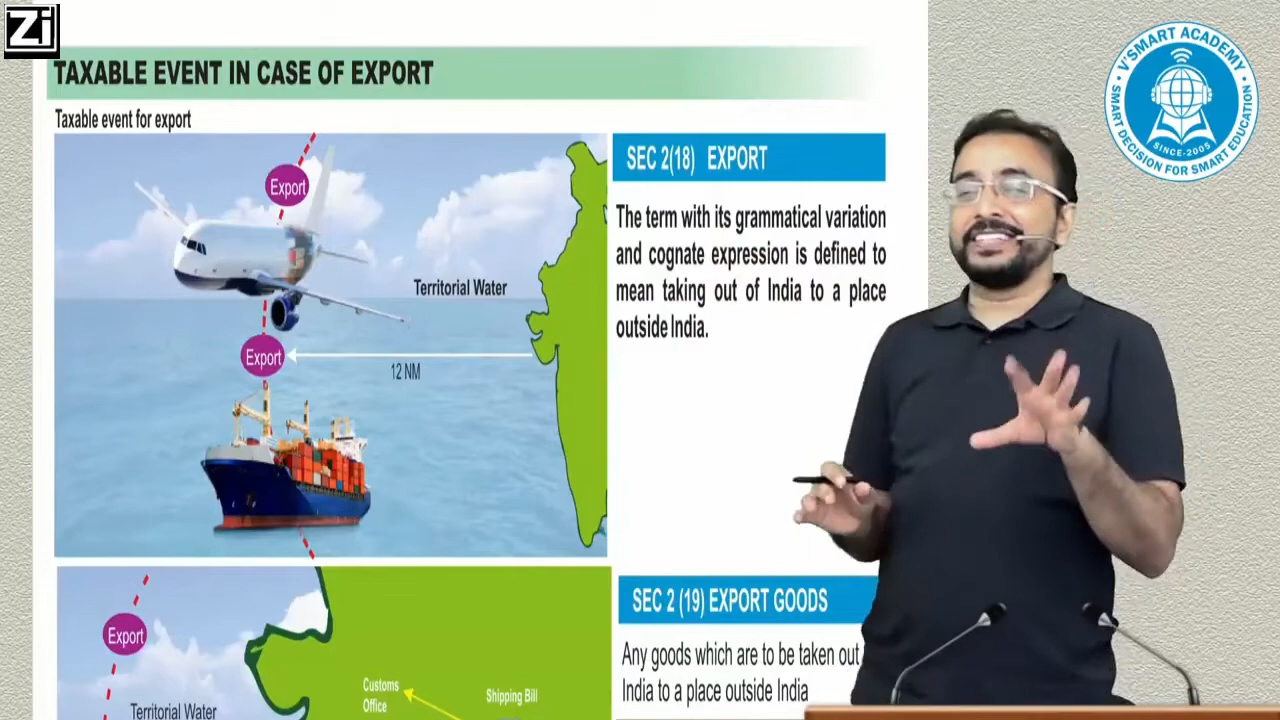 Zi
TAXABLE EVENT IN CASE OF EXPORT
Taxable event for export
Export
Territorial Water
Export
12 NM
SEC 2(18) EXPORT
The term with its grammatical variation
and cognate expression is defined to
mean taking out of India to a place
outside India.
Export
Territorial Water
Customs
Office
Shipping Bill
SEC 2 (19) EXPORT GOODS
Any goods which are to be taken out
India to a place outside India
V'SMART ACADEMY
SINCE-2005
SMART DECISION FOR SMART EDUCATION